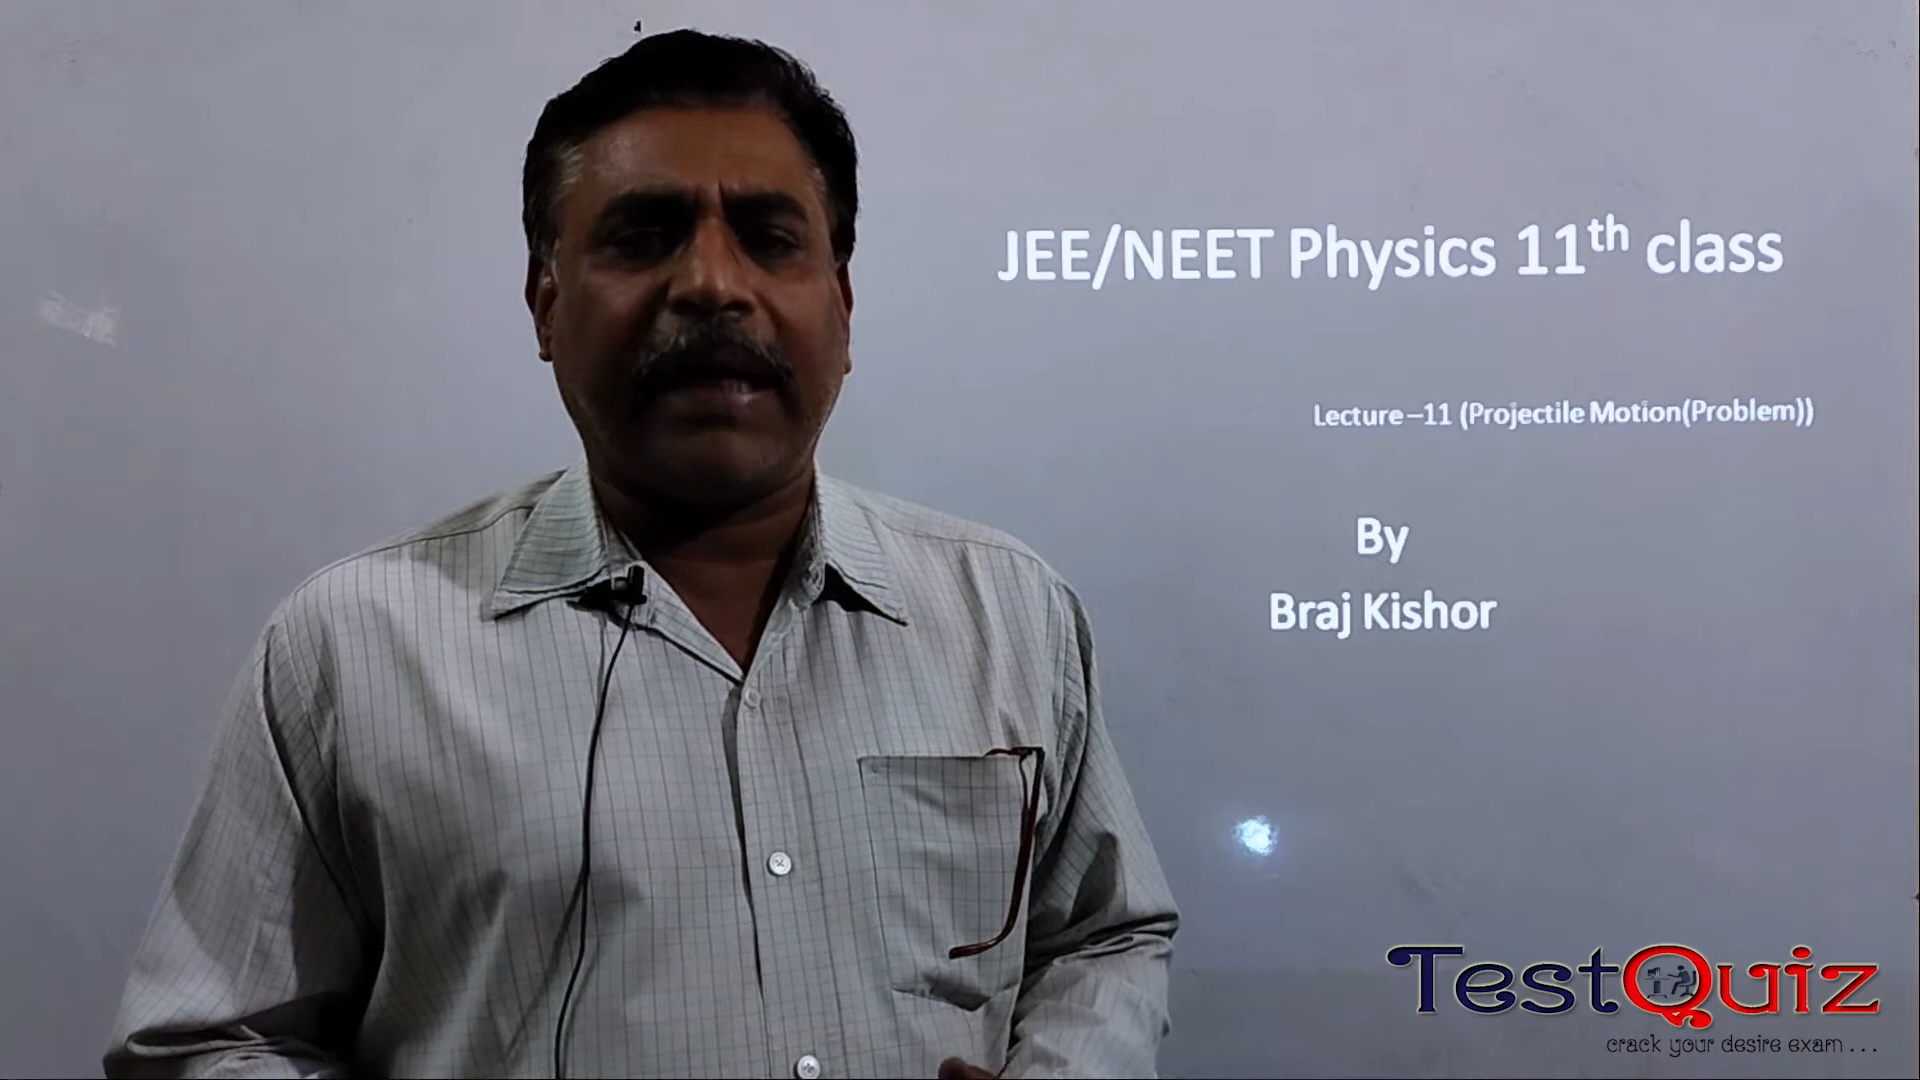 JEE/NEET Physics 11th class
Lecture –11 (Projectile Motion(Problem))
By
Braj Kishor
TestQuiz
crack your desire exam . . .